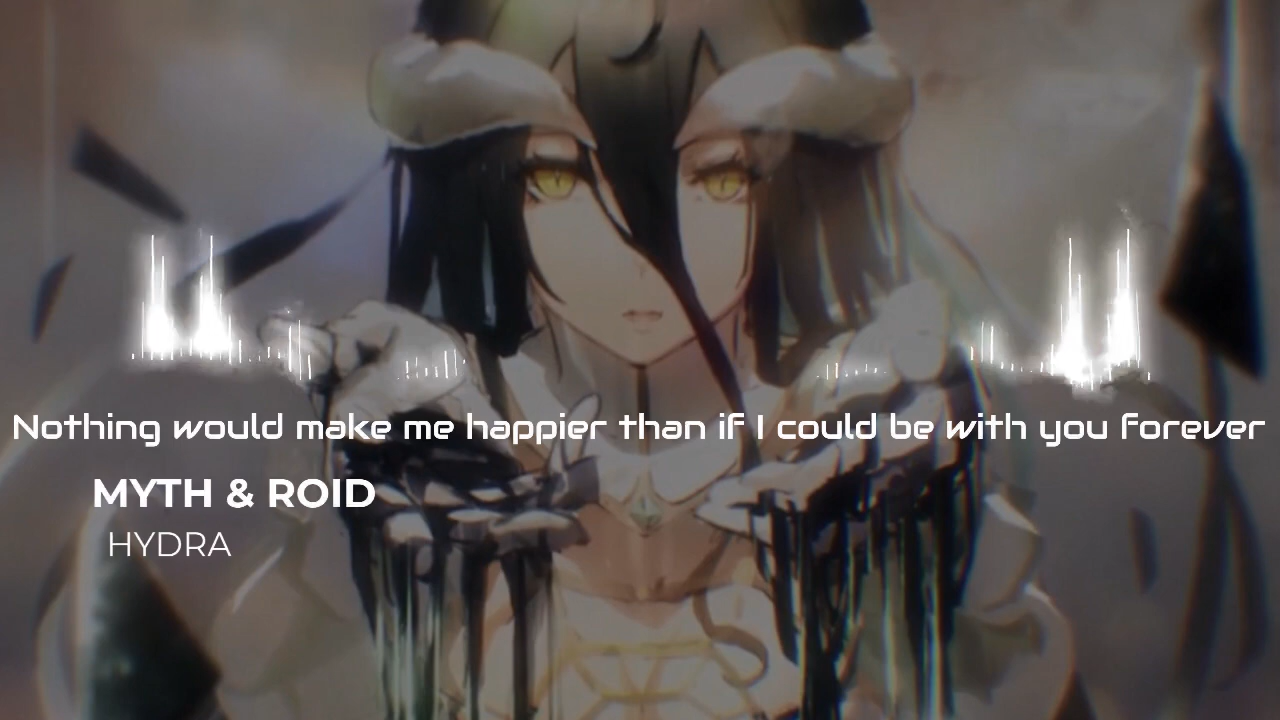 Nothing would make me happier than if I could be with you forever
MYTH & ROID
HYDRA